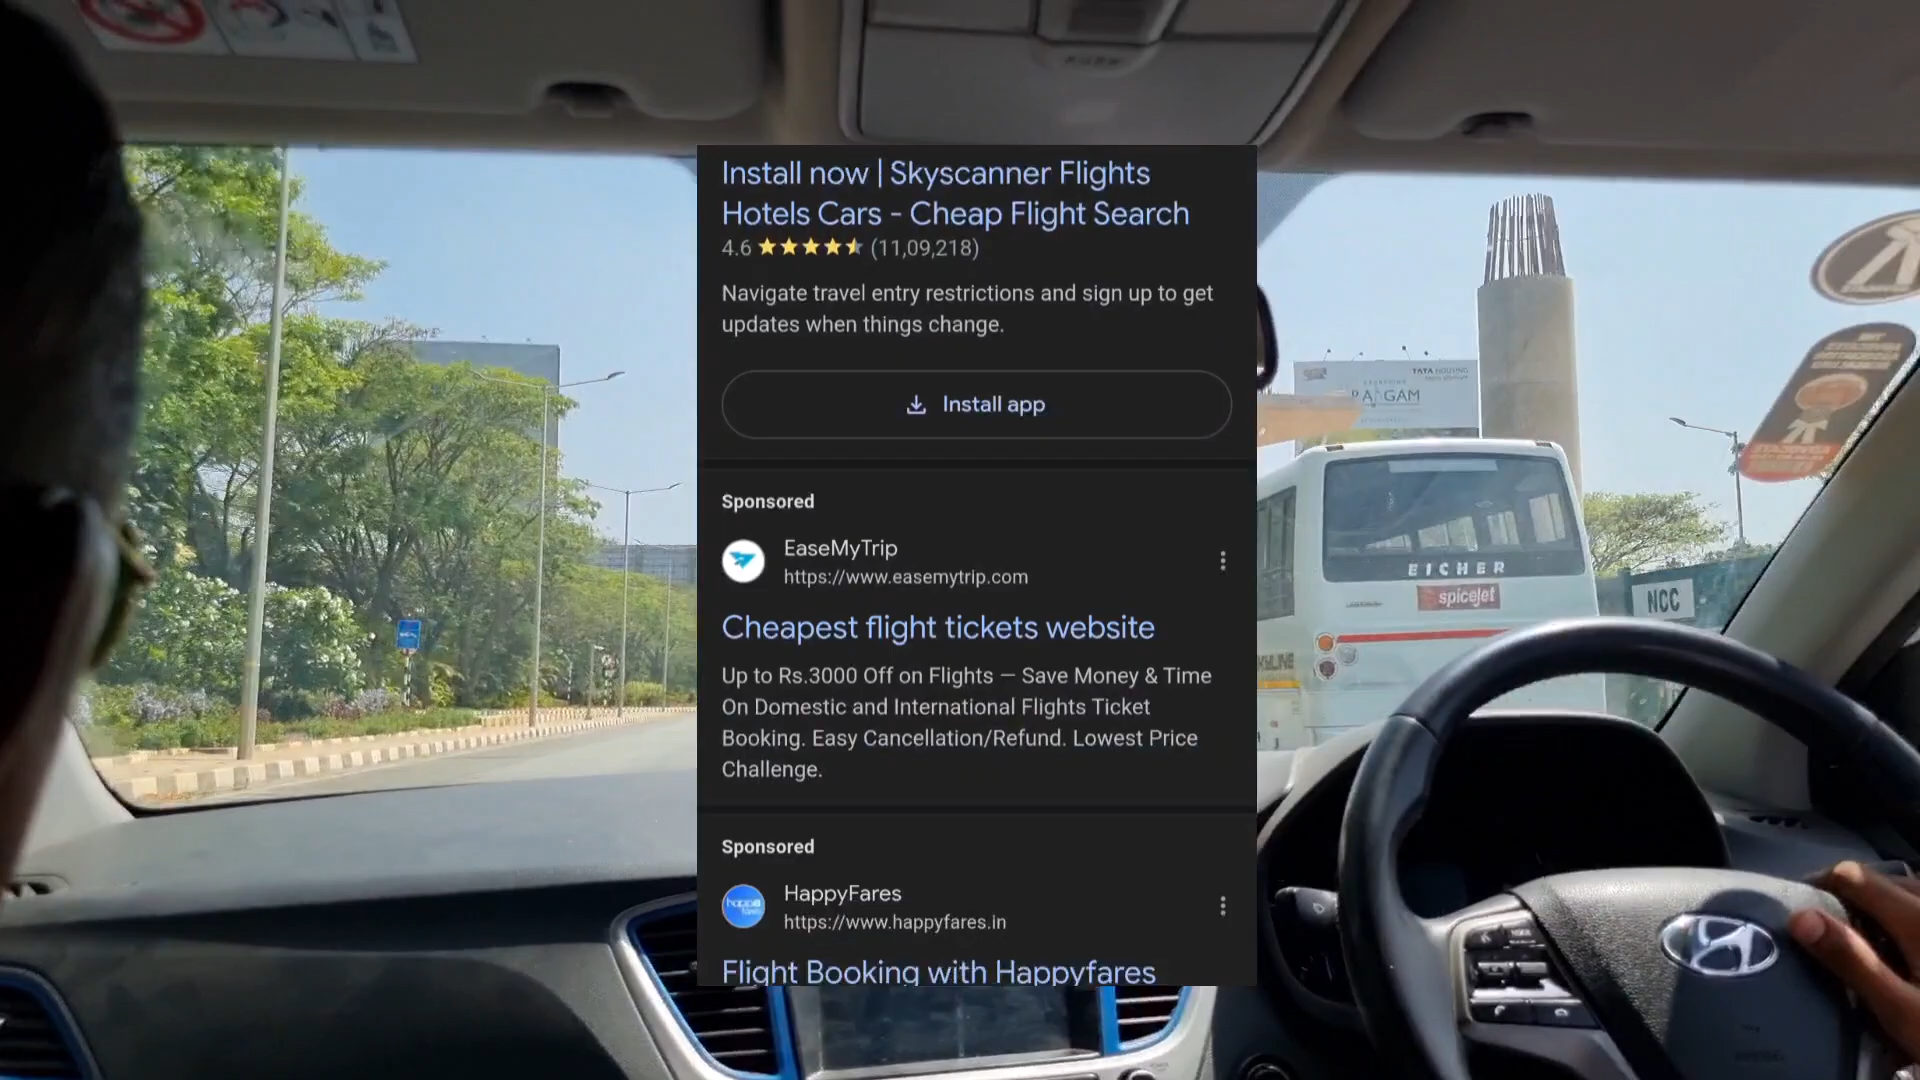 Install now | Skyscanner Flights
Hotels Cars - Cheap Flight Search
4.6 (11,09,218)
Navigate travel entry restrictions and sign up to get
updates when things change.
Install app
Sponsored
EaseMyTrip
https://www.easemytrip.com
Cheapest flight tickets website
Up to Rs.3000 Off on Flights — Save Money & Time
On Domestic and International Flights Ticket
Booking. Easy Cancellation/Refund. Lowest Price
Challenge.
Sponsored
HappyFares
https://www.happyfares.in
Flight Booking with Happyfares
TATA HOUSING
EICHER
spicejet
NCC